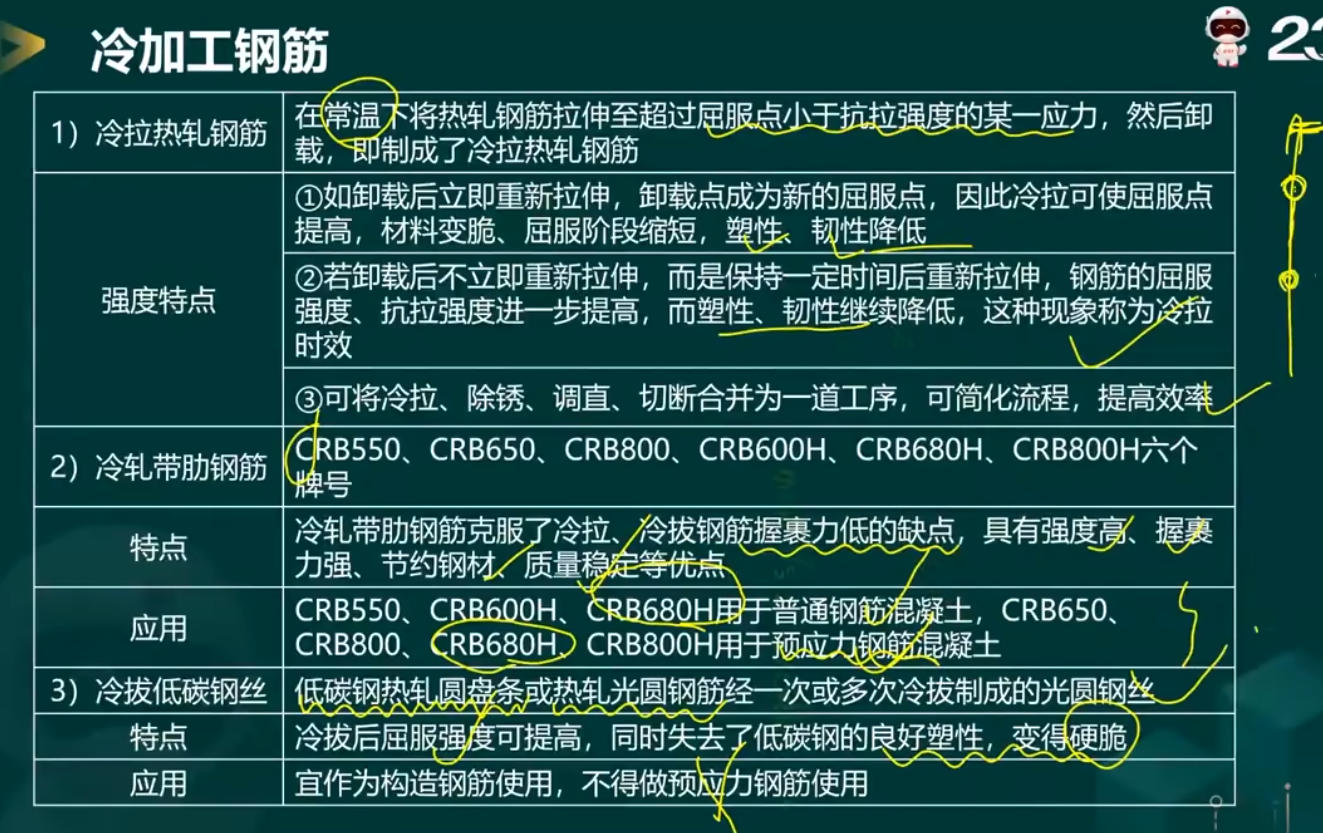 冷加工钢筋
23
1）冷拉热轧钢筋
在常温下将热轧钢筋拉伸至超过屈服点小于抗拉强度的某一应力，然后卸
载，即制成了冷拉热轧钢筋
强度特点
①如卸载后立即重新拉伸，卸载点成为新的屈服点，因此冷拉可使屈服点
提高，材料变脆、屈服阶段缩短，塑性、韧性降低
②若卸载后不立即重新拉伸，而是保持一定时间后重新拉伸，钢筋的屈服
强度、抗拉强度进一步提高，而塑性、韧性继续降低，这种现象称为冷拉
时效
③可将冷拉、除锈、调直、切断合并为一道工序，可简化流程，提高效率
2）冷轧带肋钢筋
CRB550、CRB650、CRB800、CRB600H、CRB680H、CRB800H六个
牌号
特点
冷轧带肋钢筋克服了冷拉、冷拔钢筋握裹力低的缺点，具有强度高、握裹
力强、节约钢材、质量稳定等优点
应用
CRB550、CRB600H、CRB680H用于普通钢筋混凝土，CRB650、
CRB800、CRB680H、CRB800H用于预应力钢筋混凝土
3）冷拔低碳钢丝
低碳钢热轧圆盘条或热轧光圆钢筋经一次或多次冷拔制成的光圆钢丝
特点
冷拔后屈服强度可提高，同时失去了低碳钢的良好塑性，变得硬脆
应用
宜作为构造钢筋使用，不得做预应力钢筋使用